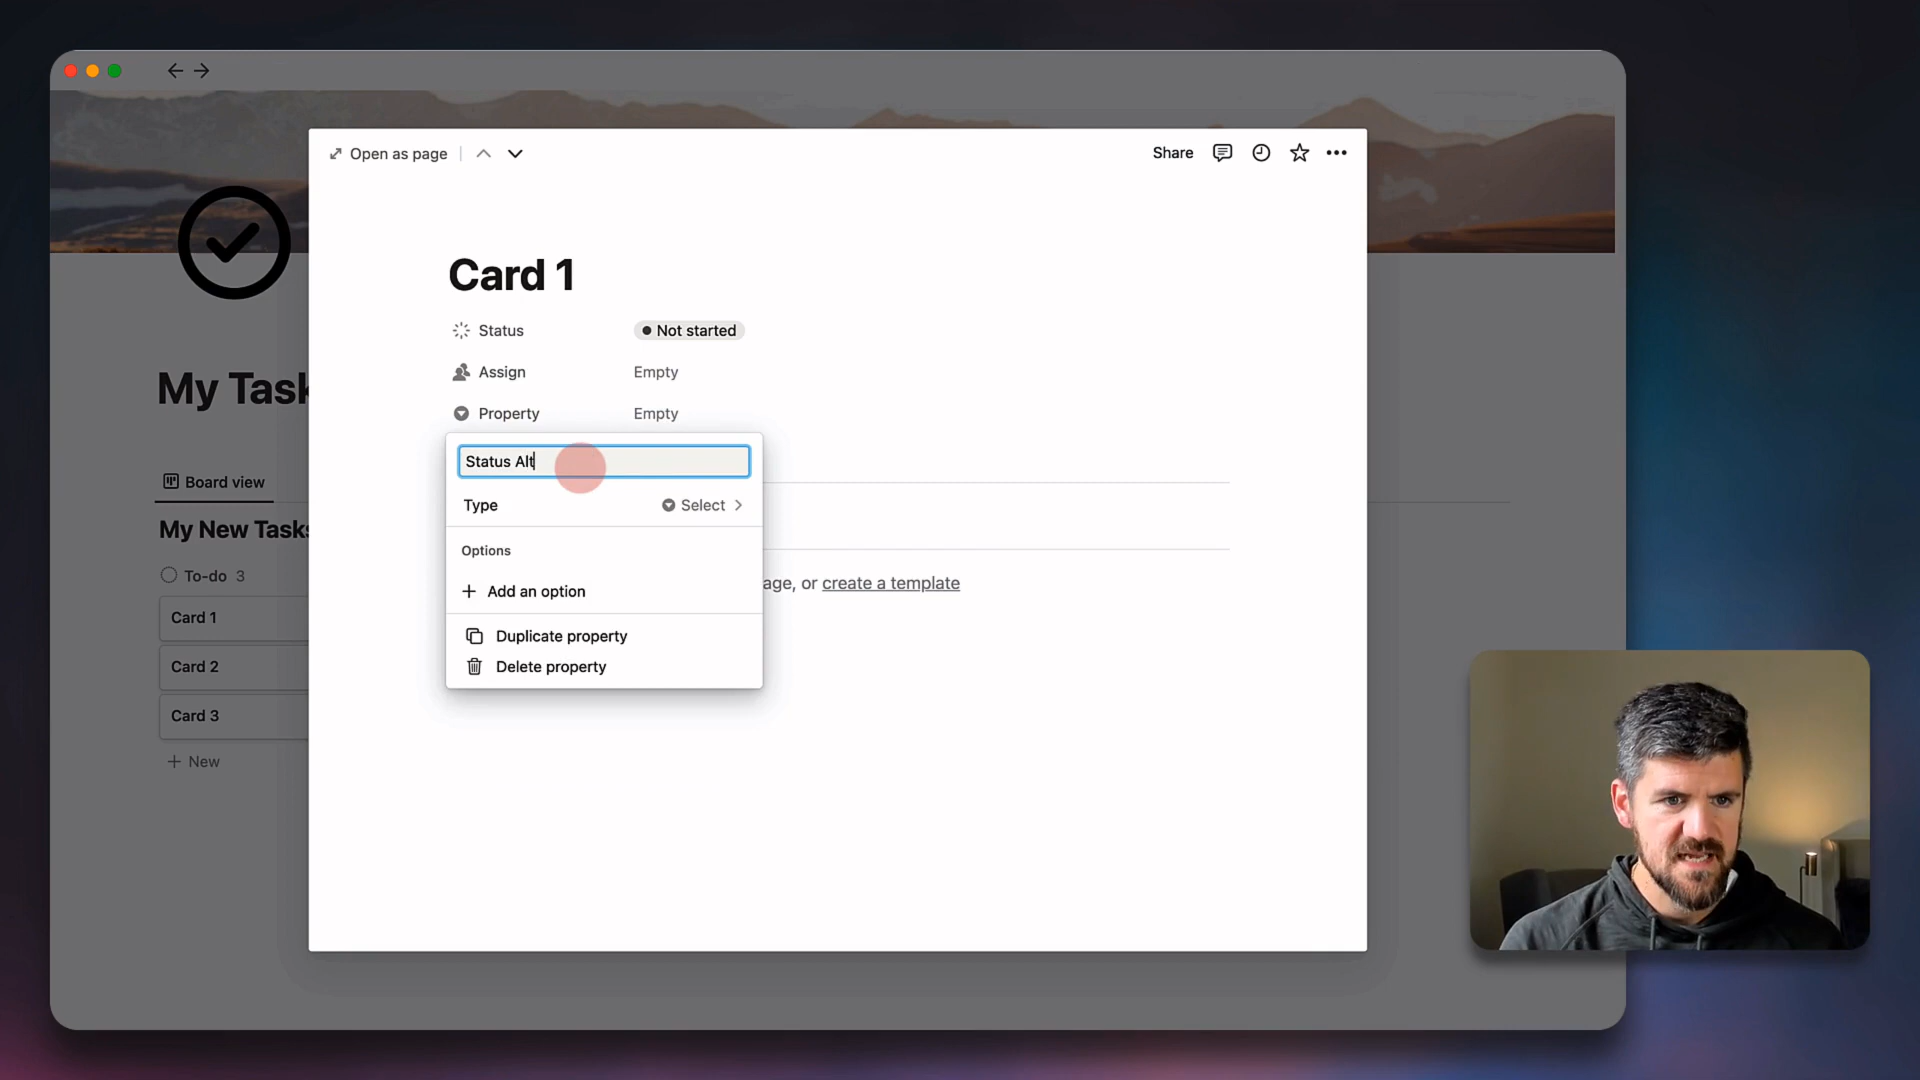 Open as page
Share
Card 1
Status
Not started
Assign
Empty
Property
Empty
Status Alt
Type
Select
Options
Add an option
age, or create a template
Duplicate property
Delete property
My Task
Board view
My New Tasks
To-do 3
Card 1
Card 2
Card 3
New